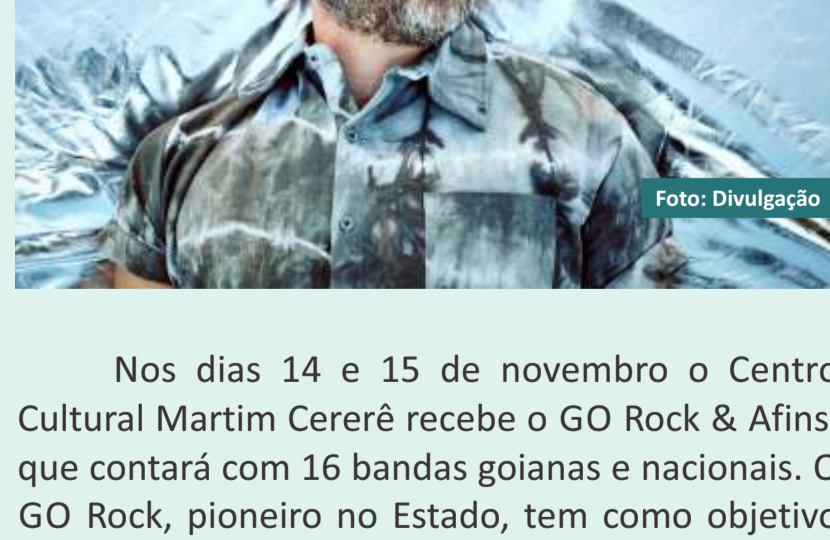 Foto: Divulgação
Nos dias 14 e 15 de novembro o Centro
Cultural Martim Cererê recebe o GO Rock & Afins
que contará com 16 bandas goianas e nacionais. O
GO Rock, pioneiro no Estado, tem como objetivo